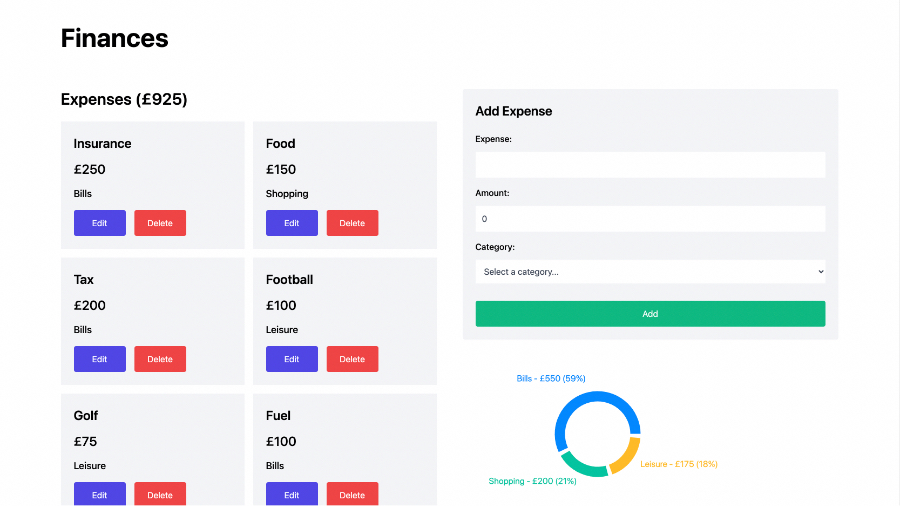 Finances
Expenses (£925)
Insurance
£250
Bills
Edit
Delete
Food
£150
Shopping
Edit
Delete
Tax
£200
Bills
Edit
Delete
Football
£100
Leisure
Edit
Delete
Golf
£75
Leisure
Edit
Delete
Fuel
£100
Bills
Edit
Delete
Add Expense
Expense:
Amount:
0
Category:
Select a category...
Add
Bills - £550 (59%)
Leisure - £175 (18%)
Shopping - £200 (21%)